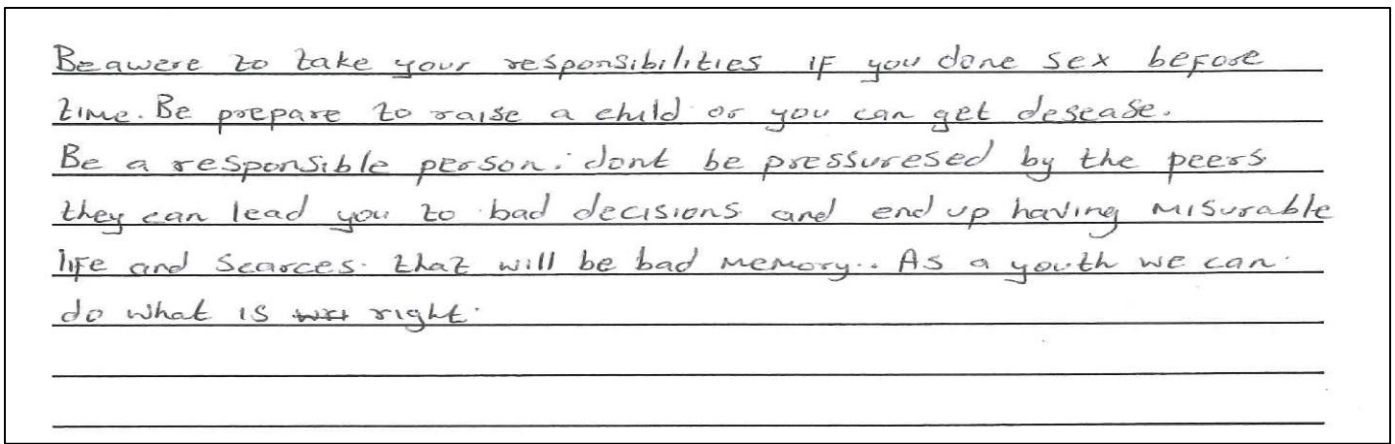 Beawere to take your responsibilities if you done sex before
time. Be prepare to raise a child or you can get desease.
Be a responsible person. dont be pressuresed by the peers
they can lead you to bad decisions and end up having misurable
life and scarces. that will be bad memory.. As a youth we can
do what is right.